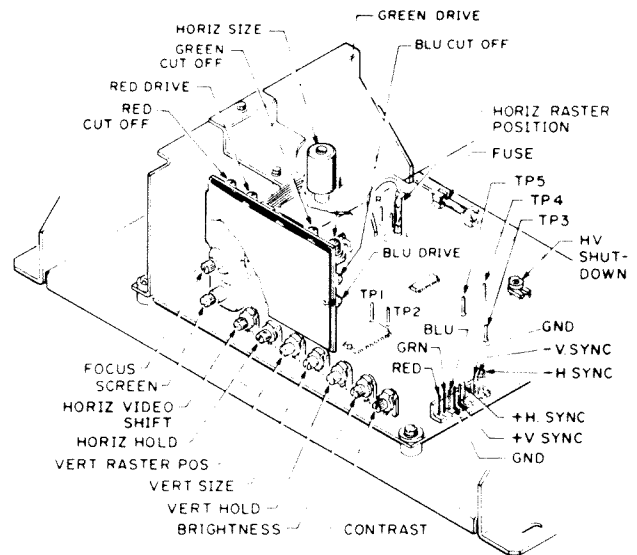 GREEN DRIVE
HORIZ SIZE
GREEN
CUT OFF
BLU CUT OFF
RED DRIVE
RED
CUT OFF
HORIZ RASTER
POSITION
FUSE
TP5
TP4
TP3
HV
SHUT-
DOWN
BLU DRIVE
TP1
TP2
BLU
GRN
RED
GND
-V.SYNC
-H SYNC
+H. SYNC
+V SYNC
GND
FOCUS
SCREEN
HORIZ VIDEO
SHIFT
HORIZ HOLD
VERT RASTER POS
VERT SIZE
VERT HOLD
BRIGHTNESS
CONTRAST